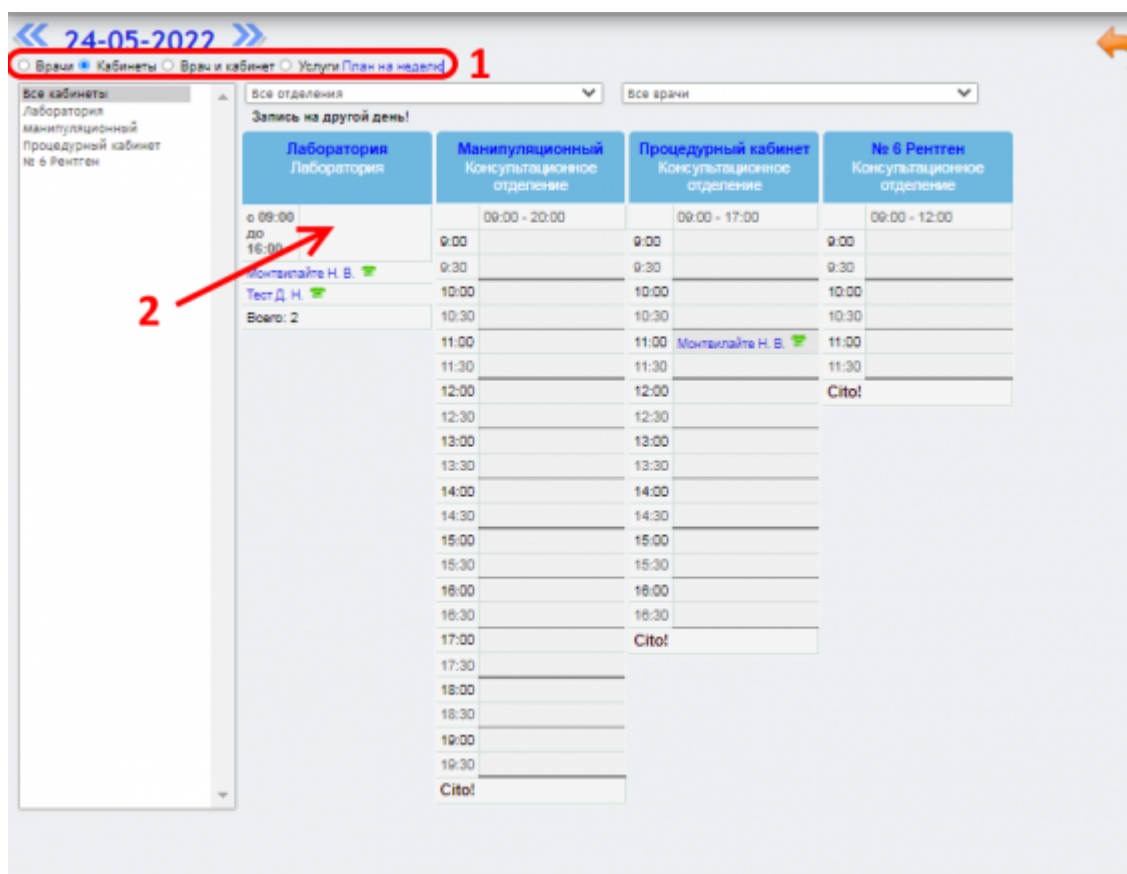 24-05-2022
Врачи Кабинеты Врач и кабинет Услуги План на неделю 1
Все кабинеты
Лаборатория
Манипуляционный
Процедурный кабинет
№ 6 Рентген
Все отделения Все врачи
Запись на другой день!
Лаборатория
Лаборатория
с 09:00
до
16:00
Монтвилайте Н. В.
Тест Д. Н.
Всего: 2
2
Манипуляционный
Консультационное
отделение
09:00 - 20:00
9:00
9:30
10:00
10:30
11:00
11:30
12:00
12:30
13:00
13:30
14:00
14:30
15:00
15:30
16:00
16:30
17:00
17:30
18:00
18:30
19:00
19:30
Cito!
Процедурный кабинет
Консультационное
отделение
09:00 - 17:00
9:00
9:30
10:00
10:30
11:00 Монтвилайте Н. В.
11:30
12:00
12:30
13:00
13:30
14:00
14:30
15:00
15:30
16:00
16:30
Cito!
№ 6 Рентген
Консультационное
отделение
09:00 - 12:00
9:00
9:30
10:00
10:30
11:00
11:30
Cito!